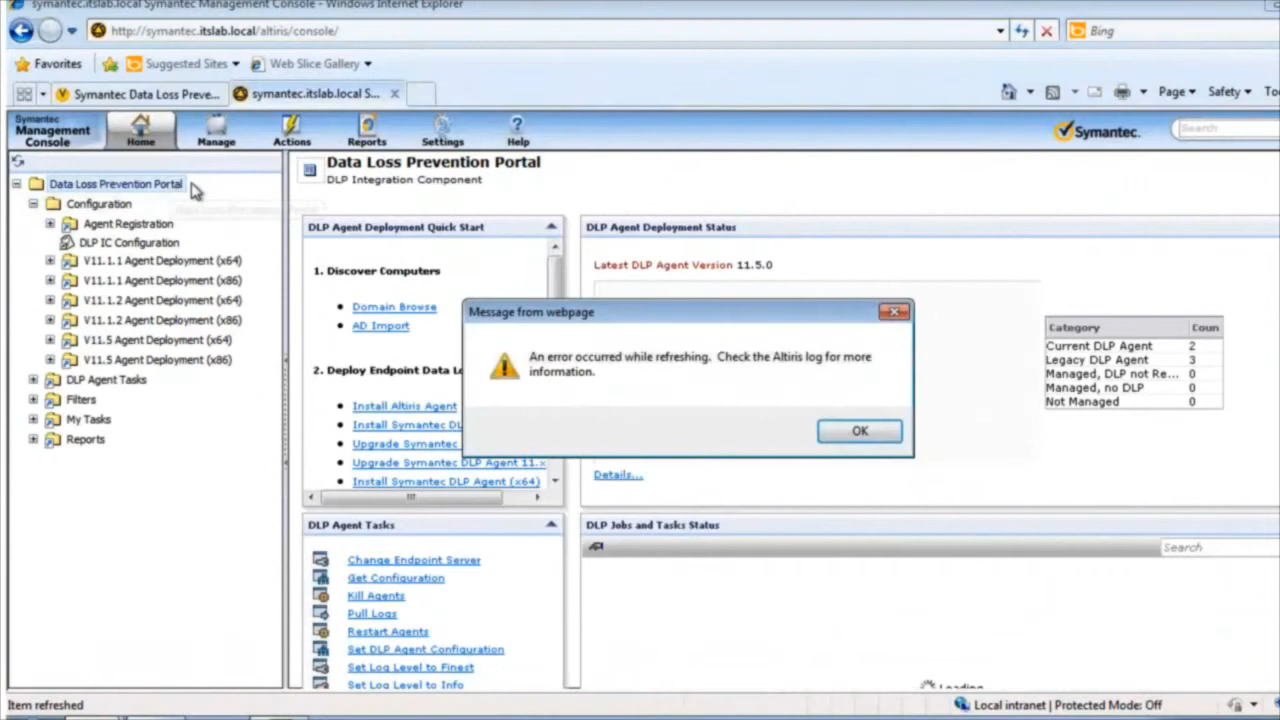 symantec.itslab.local Symantec Management Console - Windows Internet Explorer
http://symantec.itslab.local/altiris/console/
Bing
Favorites
Suggested Sites
Web Slice Gallery
Symantec Data Loss Preve...
symantec.itslab.local S...
Page
Safety
To
Symantec
Management
Console
Home
Manage
Actions
Reports
Settings
Help
Symantec.
Search
Data Loss Prevention Portal
Configuration
Agent Registration
DLP IC Configuration
V11.1.1 Agent Deployment (x64)
V11.1.1 Agent Deployment (x86)
V11.1.2 Agent Deployment (x64)
V11.1.2 Agent Deployment (x86)
V11.5 Agent Deployment (x64)
V11.5 Agent Deployment (x86)
DLP Agent Tasks
Filters
My Tasks
Reports
Data Loss Prevention Portal
DLP Integration Component
DLP Agent Deployment Quick Start
1. Discover Computers
Domain Browse
AD Import
2. Deploy Endpoint Data Lo
Install Altiris Agent
Install Symantec DL
Upgrade Symantec
Upgrade Symantec DLP Agent 11.x
Install Symantec DLP Agent (x64)
DLP Agent Deployment Status
Latest DLP Agent Version 11.5.0
Category Coun
Current DLP Agent 2
Legacy DLP Agent 3
Managed, DLP not Re... 0
Managed, no DLP 0
Not Managed 0
Details...
Message from webpage
An error occurred while refreshing. Check the Altiris log for more
information.
OK
DLP Agent Tasks
Change Endpoint Server
Get Configuration
Kill Agents
Pull Logs
Restart Agents
Set DLP Agent Configuration
Set Log Level to Finest
Set Log Level to Info
DLP Jobs and Tasks Status
Search
Loading
Item refreshed
Local intranet | Protected Mode: Off